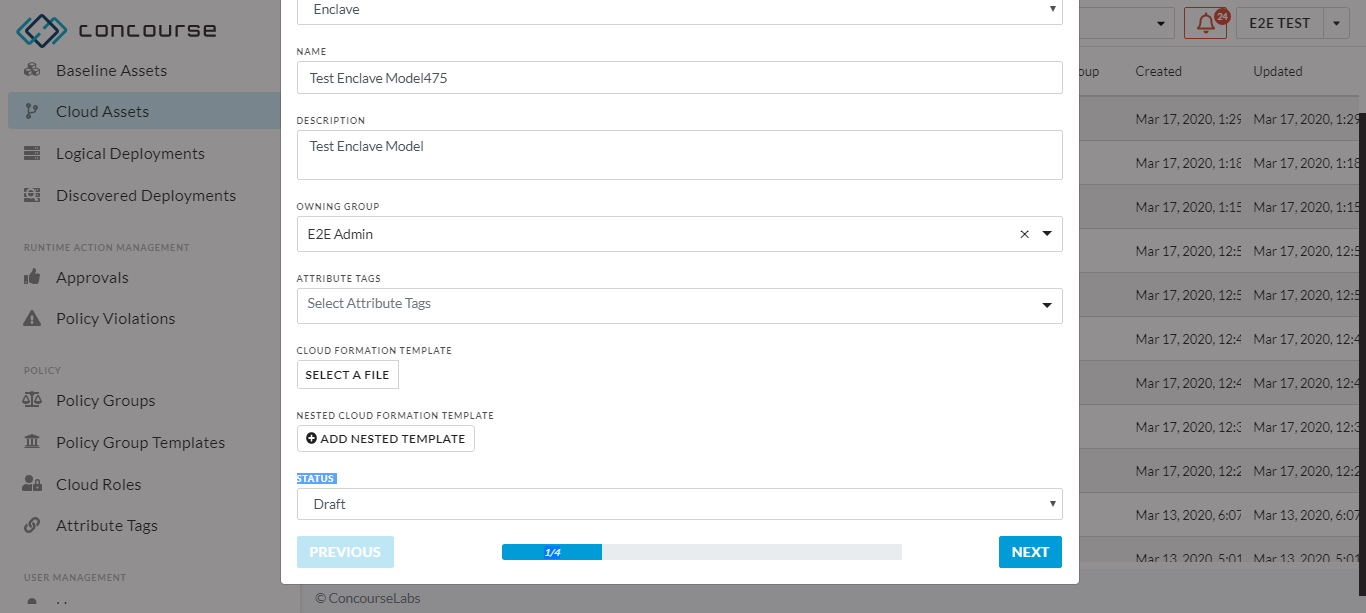 concourse
Baseline Assets
Cloud Assets
Logical Deployments
Discovered Deployments
RUNTIME ACTION MANAGEMENT
Approvals
Policy Violations
POLICY
Policy Groups
Policy Group Templates
Cloud Roles
Attribute Tags
USER MANAGEMENT
Enclave
NAME
Test Enclave Model475
DESCRIPTION
Test Enclave Model
OWNING GROUP
E2E Admin
ATTRIBUTE TAGS
Select Attribute Tags
CLOUD FORMATION TEMPLATE
SELECT A FILE
NESTED CLOUD FORMATION TEMPLATE
ADD NESTED TEMPLATE
STATUS
Draft
PREVIOUS
1/4
NEXT
24
E2E TEST
oup Created Updated
Mar 17, 2020, 1:29 Mar 17, 2020, 1:29
Mar 17, 2020, 1:18 Mar 17, 2020, 1:18
Mar 17, 2020, 1:15 Mar 17, 2020, 1:15
Mar 17, 2020, 12:5 Mar 17, 2020, 12:5
Mar 17, 2020, 12:5 Mar 17, 2020, 12:5
Mar 17, 2020, 12:4 Mar 17, 2020, 12:4
Mar 17, 2020, 12:4 Mar 17, 2020, 12:4
Mar 17, 2020, 12:3 Mar 17, 2020, 12:3
Mar 17, 2020, 12:2 Mar 17, 2020, 12:2
Mar 13, 2020, 6:07 Mar 13, 2020, 6:07
Mar 13, 2020, 5:01 Mar 13, 2020, 5:01
© ConcourseLabs